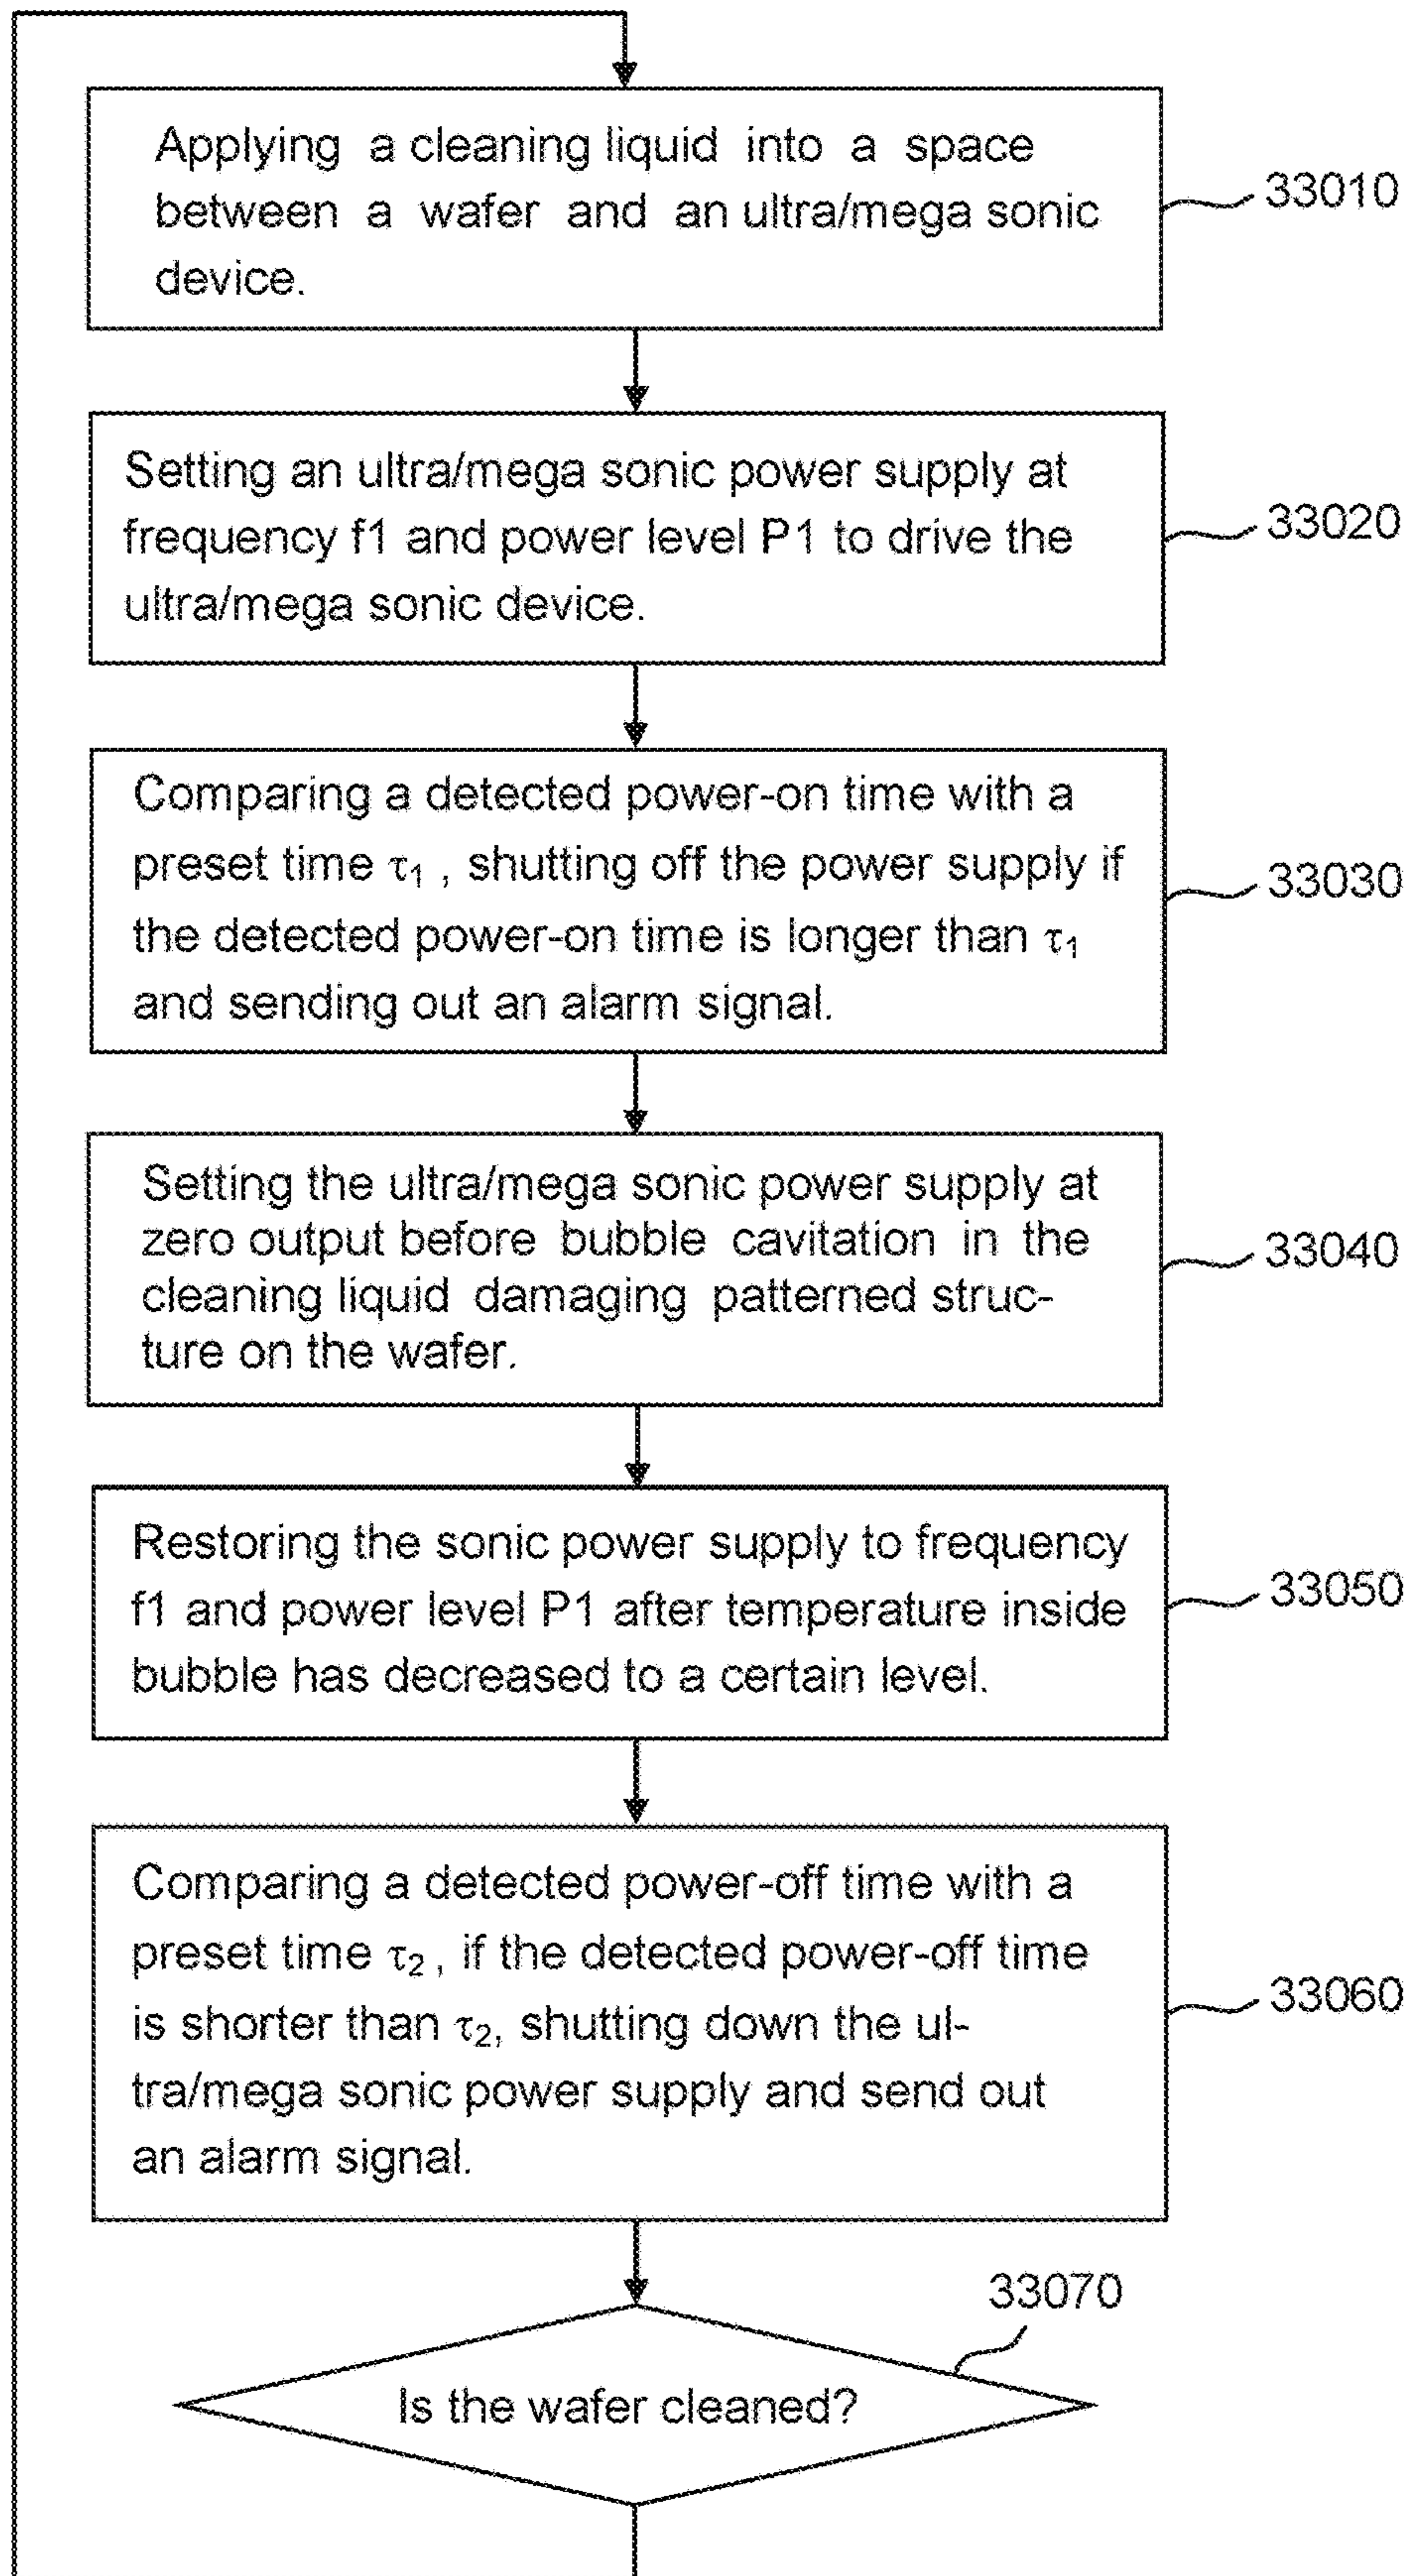 Applying a cleaning liquid into a space
between a wafer and an ultra/mega sonic
device.
33010
Setting an ultra/mega sonic power supply at
frequency f1 and power level P1 to drive the
ultra/mega sonic device.
33020
Comparing a detected power-on time with a
preset time τ₁ , shutting off the power supply if
the detected power-on time is longer than τ₁
and sending out an alarm signal.
33030
Setting the ultra/mega sonic power supply at
zero output before bubble cavitation in the
cleaning liquid damaging patterned struc-
ture on the wafer.
33040
Restoring the sonic power supply to frequency
f1 and power level P1 after temperature inside
bubble has decreased to a certain level.
33050
Comparing a detected power-off time with a
preset time τ₂ , if the detected power-off time
is shorter than τ₂, shutting down the ul-
tra/mega sonic power supply and send out
an alarm signal.
33060
33070
Is the wafer cleaned?